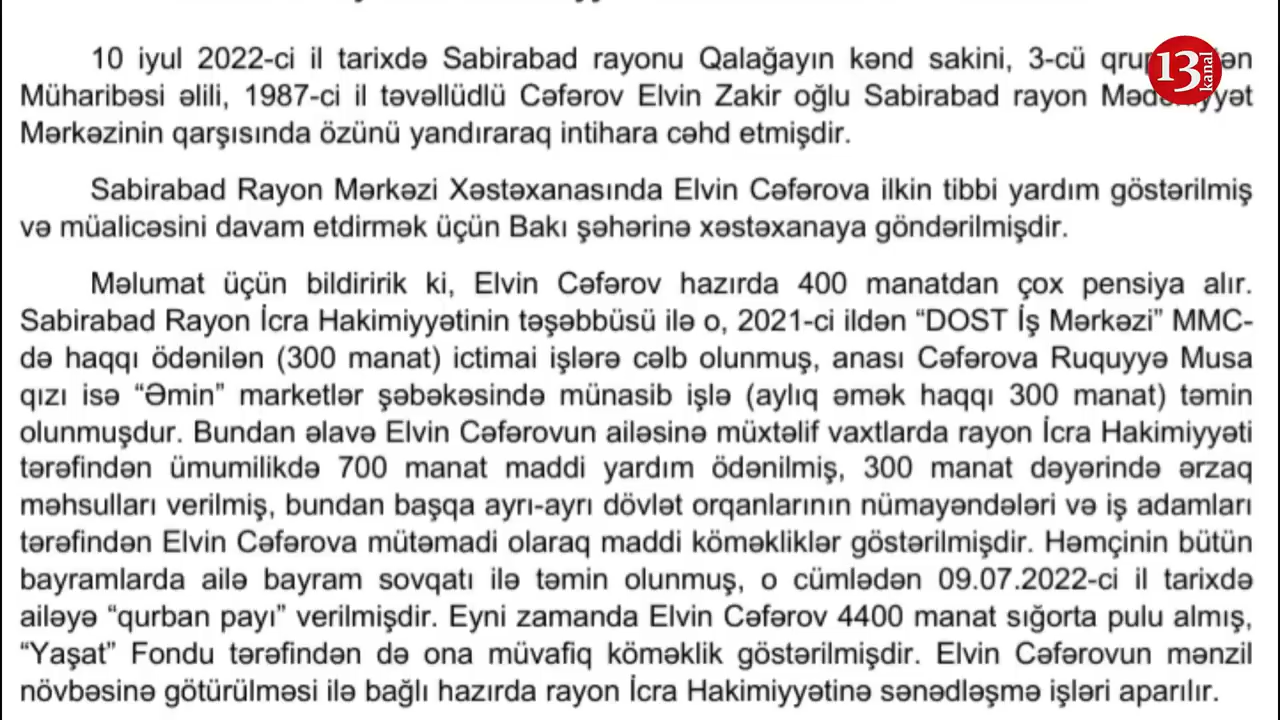 10 iyul 2022-ci il tarixdə Sabirabad rayonu Qalağayın kənd sakini, 3-cü
Müharibəsi əlili, 1987-ci il təvəllüdlü Cəfərov Elvin Zakir oğlu Sabirabad rayon
Mərkəzinin qarşısında özünü yandıraraq intihara cəhd etmişdir.
Sabirabad Rayon Mərkəzi Xəstəxanasında Elvin Cəfərova ilkin tibbi yardım göstərilmiş
və müalicəsini davam etdirmək üçün Bakı şəhərinə xəstəxanaya göndərilmişdir.
Məlumat üçün bildiririk ki, Elvin Cəfərov hazırda 400 manatdan çox pensiya alır.
Sabirabad Rayon İcra Hakimiyyətinin təşəbbüsü ilə o, 2021-ci ildən “DOST İş Mərkəzi” MMC-
də haqqı ödənilən (300 manat) ictimai işlərə cəlb olunmuş, anası Cəfərova Ruquyyə Musa
qızı isə “Əmin” marketlər şəbəkəsində münasib işlə (aylıq əmək haqqı 300 manat) təmin
olunmuşdur. Bundan əlavə Elvin Cəfərovun ailəsinə müxtəlif vaxtlarda rayon İcra Hakimiyyəti
tərəfindən ümumilikdə 700 manat maddi yardım ödənilmiş, 300 manat dəyərində ərzaq
məhsulları verilmiş, bundan başqa ayrı-ayrı dövlət orqanlarının nümayəndələri və iş adamları
tərəfindən Elvin Cəfərova mütəmadi olaraq maddi köməkliklər göstərilmişdir. Həmçinin bütün
bayramlarda ailə bayram sovqatı ilə təmin olunmuş, o cümlədən 09.07.2022-ci il tarixdə
ailəyə “qurban payı” verilmişdir. Eyni zamanda Elvin Cəfərov 4400 manat sığorta pulu almış,
“Yaşat” Fondu tərəfindən də ona müvafiq köməklik göstərilmişdir. Elvin Cəfərovun mənzil
növbəsinə götürülməsi ilə bağlı hazırda rayon İcra Hakimiyyətinə sənədləşmə işləri aparılır.
13 kanal